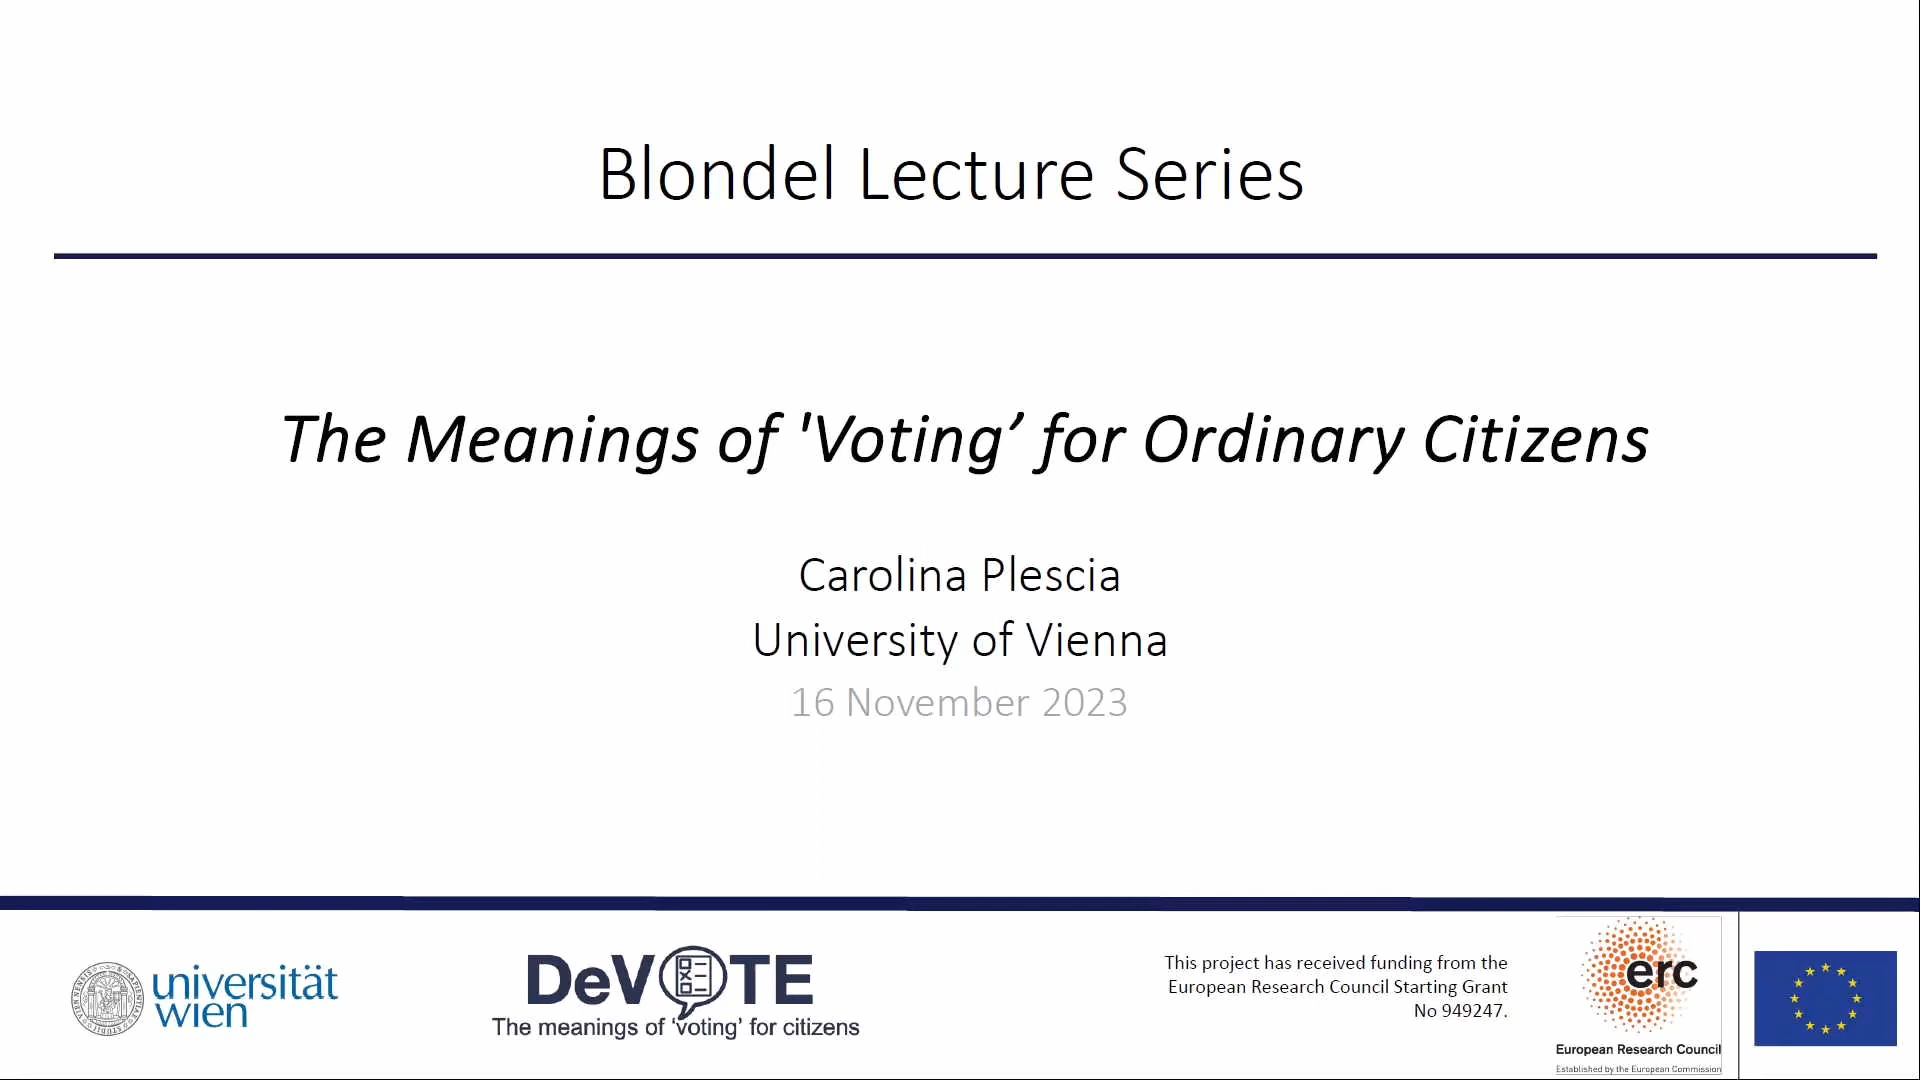 Blondel Lecture Series
The Meanings of 'Voting’ for Ordinary Citizens
Carolina Plescia
University of Vienna
16 November 2023
universität
wien
DeVOTE
The meanings of ‘voting’ for citizens
This project has received funding from the
European Research Council Starting Grant
No 949247.
erc
European Research Council
Established by the European Commission